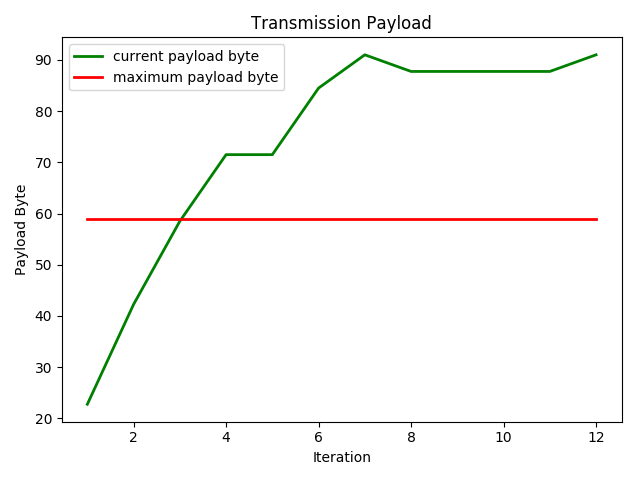 Transmission Payload
current payload byte
maximum payload byte
Payload Byte
90
80
70
60
50
40
30
20
2 4 6 8 10 12
Iteration